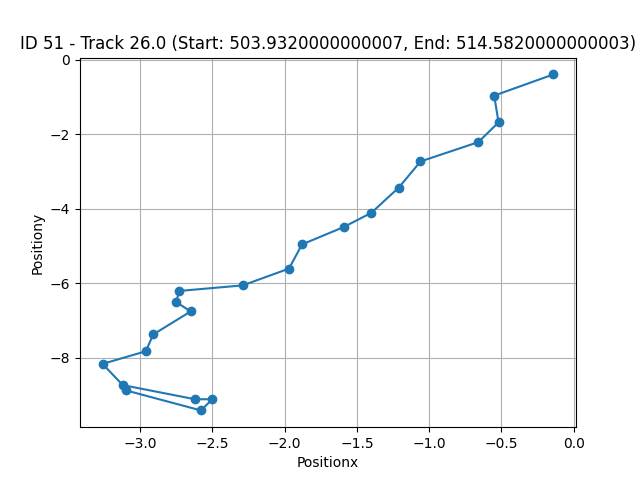 ID 51 - Track 26.0 (Start: 503.9320000000007, End: 514.5820000000003)
0
−2
−4
−6
−8
Positiony
−3.0 −2.5 −2.0 −1.5 −1.0 −0.5 0.0
Positionx